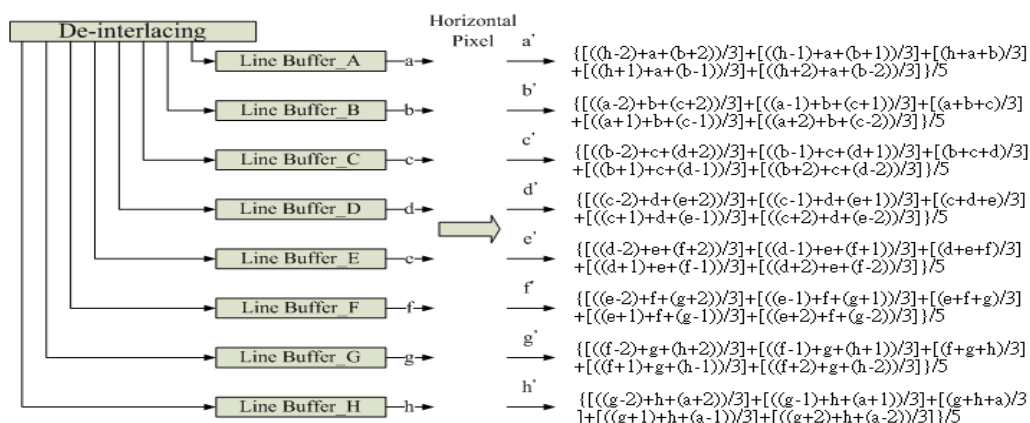 De-interlacing
Horizontal
Pixel
Line Buffer_A
a
a'
{[((h-2)+a+(b+2))/3]+[((h-1)+a+(b+1))/3]+[(h+a+b)/3]
+[((h+1)+a+(b-1))/3]+[((h+2)+a+(b-2))/3]}/5
Line Buffer_B
b
b'
{[((a-2)+b+(c+2))/3]+[((a-1)+b+(c+1))/3]+[(a+b+c)/3]
+[((a+1)+b+(c-1))/3]+[((a+2)+b+(c-2))/3]}/5
Line Buffer_C
c
c'
{[((b-2)+c+(d+2))/3]+[((b-1)+c+(d+1))/3]+[(b+c+d)/3]
+[((b+1)+c+(d-1))/3]+[((b+2)+c+(d-2))/3]}/5
Line Buffer_D
d
d'
{[((c-2)+d+(e+2))/3]+[((c-1)+d+(e+1))/3]+[(c+d+e)/3]
+[((c+1)+d+(e-1))/3]+[((c+2)+d+(e-2))/3]}/5
Line Buffer_E
e
e'
{[((d-2)+e+(f+2))/3]+[((d-1)+e+(f+1))/3]+[(d+e+f)/3]
+[((d+1)+e+(f-1))/3]+[((d+2)+e+(f-2))/3]}/5
Line Buffer_F
f
f'
{[((e-2)+f+(g+2))/3]+[((e-1)+f+(g+1))/3]+[(e+f+g)/3]
+[((e+1)+f+(g-1))/3]+[((e+2)+f+(g-2))/3]}/5
Line Buffer_G
g
g'
{[((f-2)+g+(h+2))/3]+[((f-1)+g+(h+1))/3]+[(f+g+h)/3]
+[((f+1)+g+(h-1))/3]+[((f+2)+g+(h-2))/3]}/5
Line Buffer_H
h
h'
{[((g-2)+h+(a+2))/3]+[((g-1)+h+(a+1))/3]+[(g+h+a)/3
]+[((g+1)+h+(a-1))/3]+[((g+2)+h+(a-2))/3]}/5